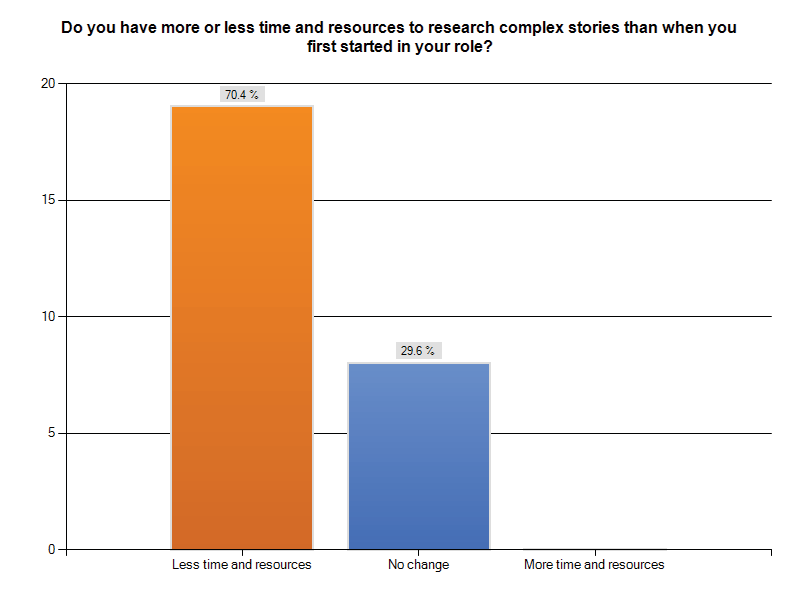 Do you have more or less time and resources to research complex stories than when you
first started in your role?
20
70.4 %
15
10
29.6 %
5
0
Less time and resources
No change
More time and resources